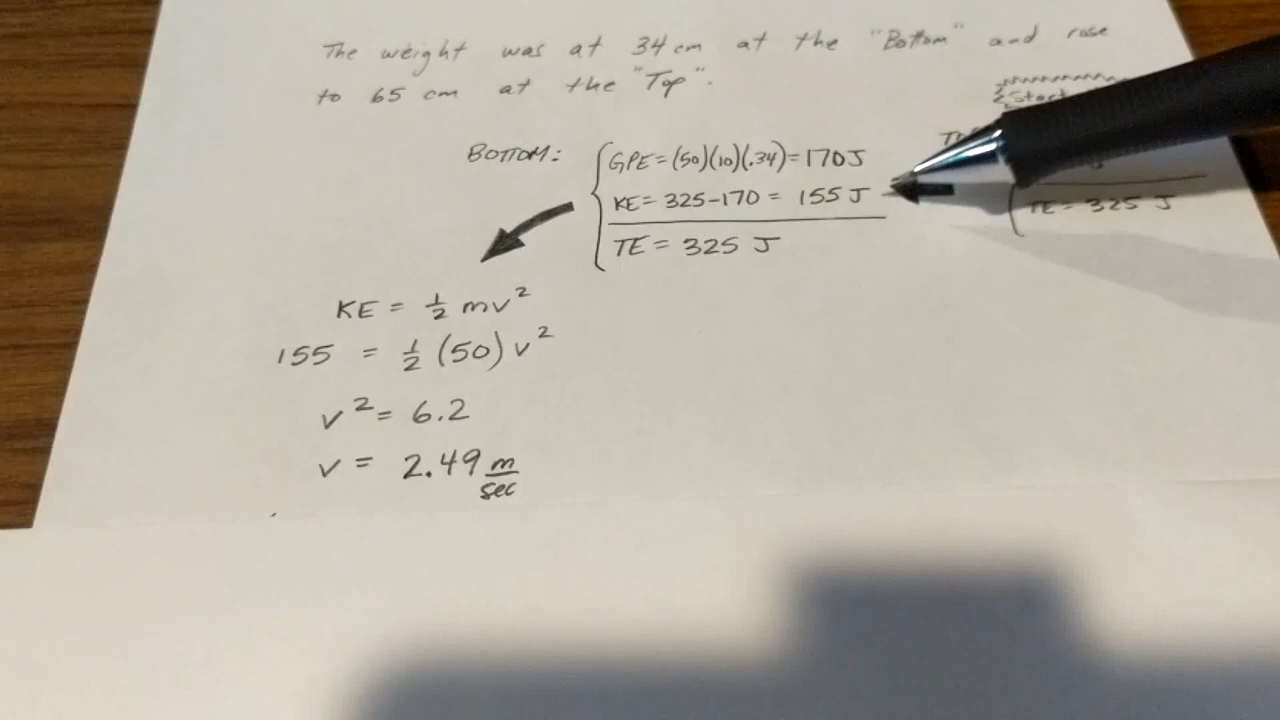 The weight was at 34 cm at the "Bottom" and rose
to 65 cm at the "Top".
Start
BOTTOM:
GPE = (50)(10)(.34) = 170 J
KE = 325-170 = 155 J
TE = 325 J
TE = 325 J
KE = ½ mv²
155 = ½ (50) v²
v² = 6.2
v = 2.49 m/sec